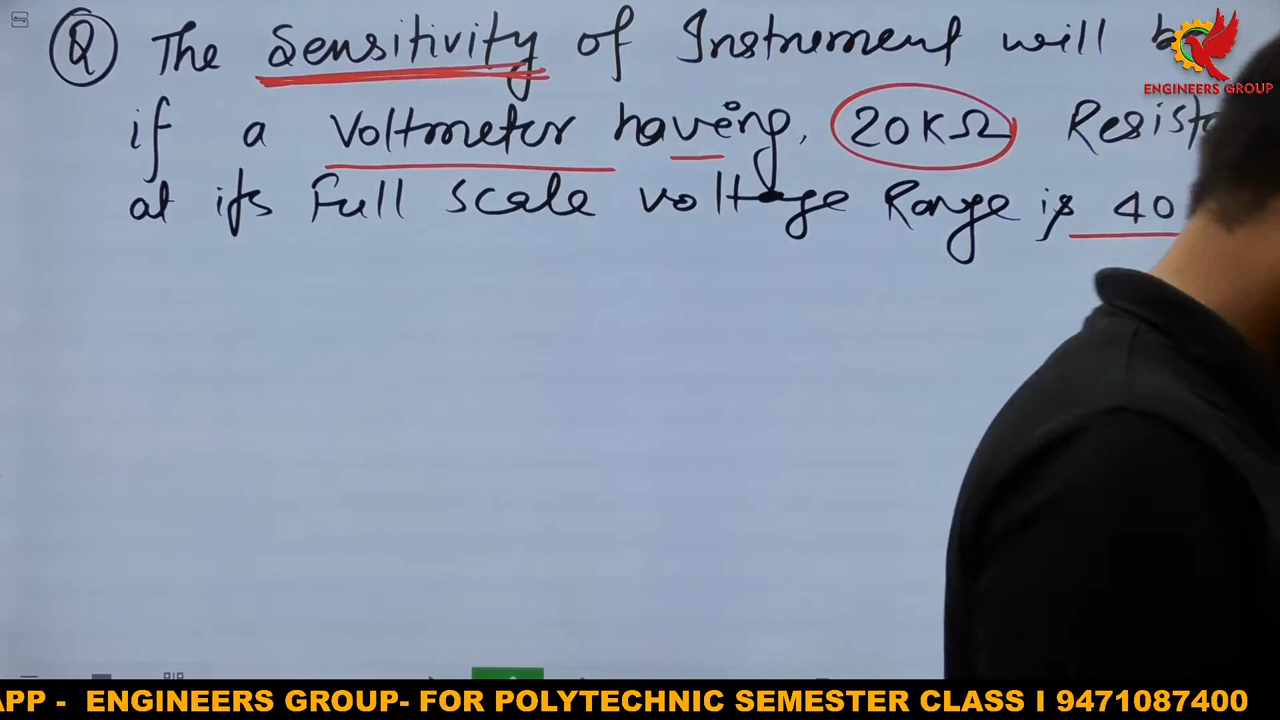 Q The Sensitivity of Instrument will
if a Voltmeter having, 20KΩ
at its Full Scale voltage Range is 40
ENGINEERS GROUP
APP - ENGINEERS GROUP- FOR POLYTECHNIC SEMESTER CLASS I 9471087400